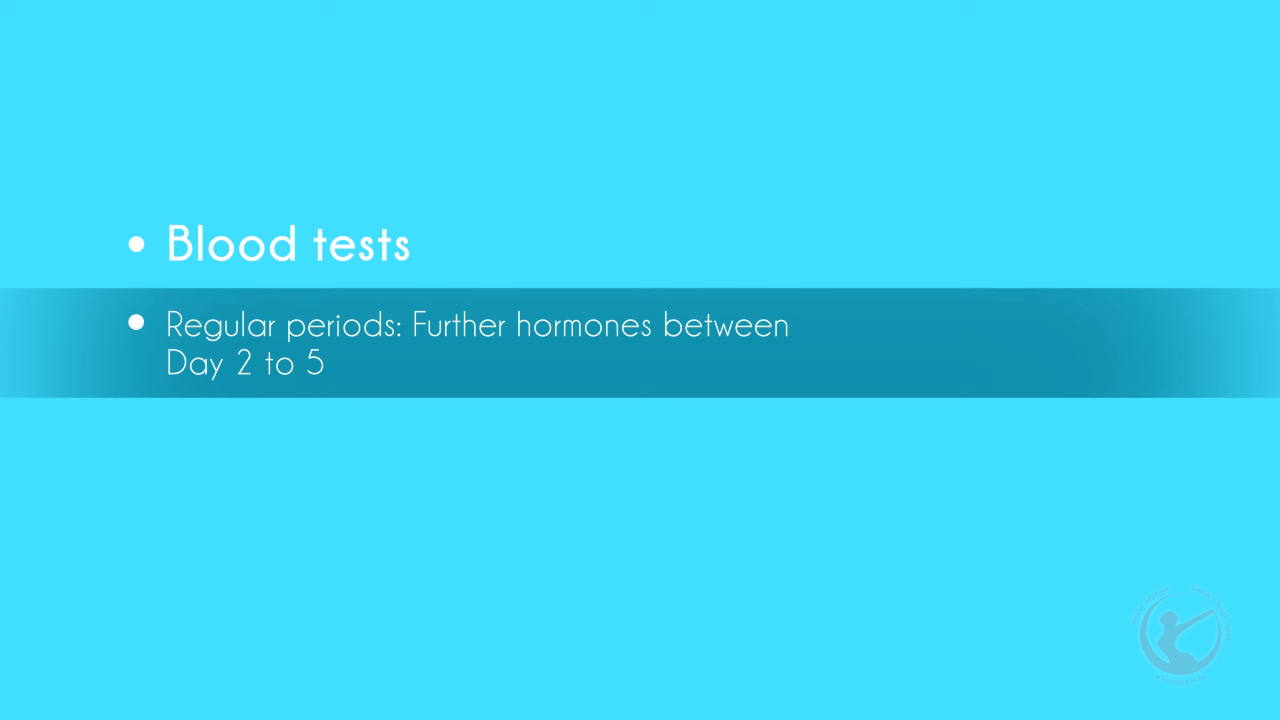 • Blood tests
• Regular periods: Further hormones between
Day 2 to 5